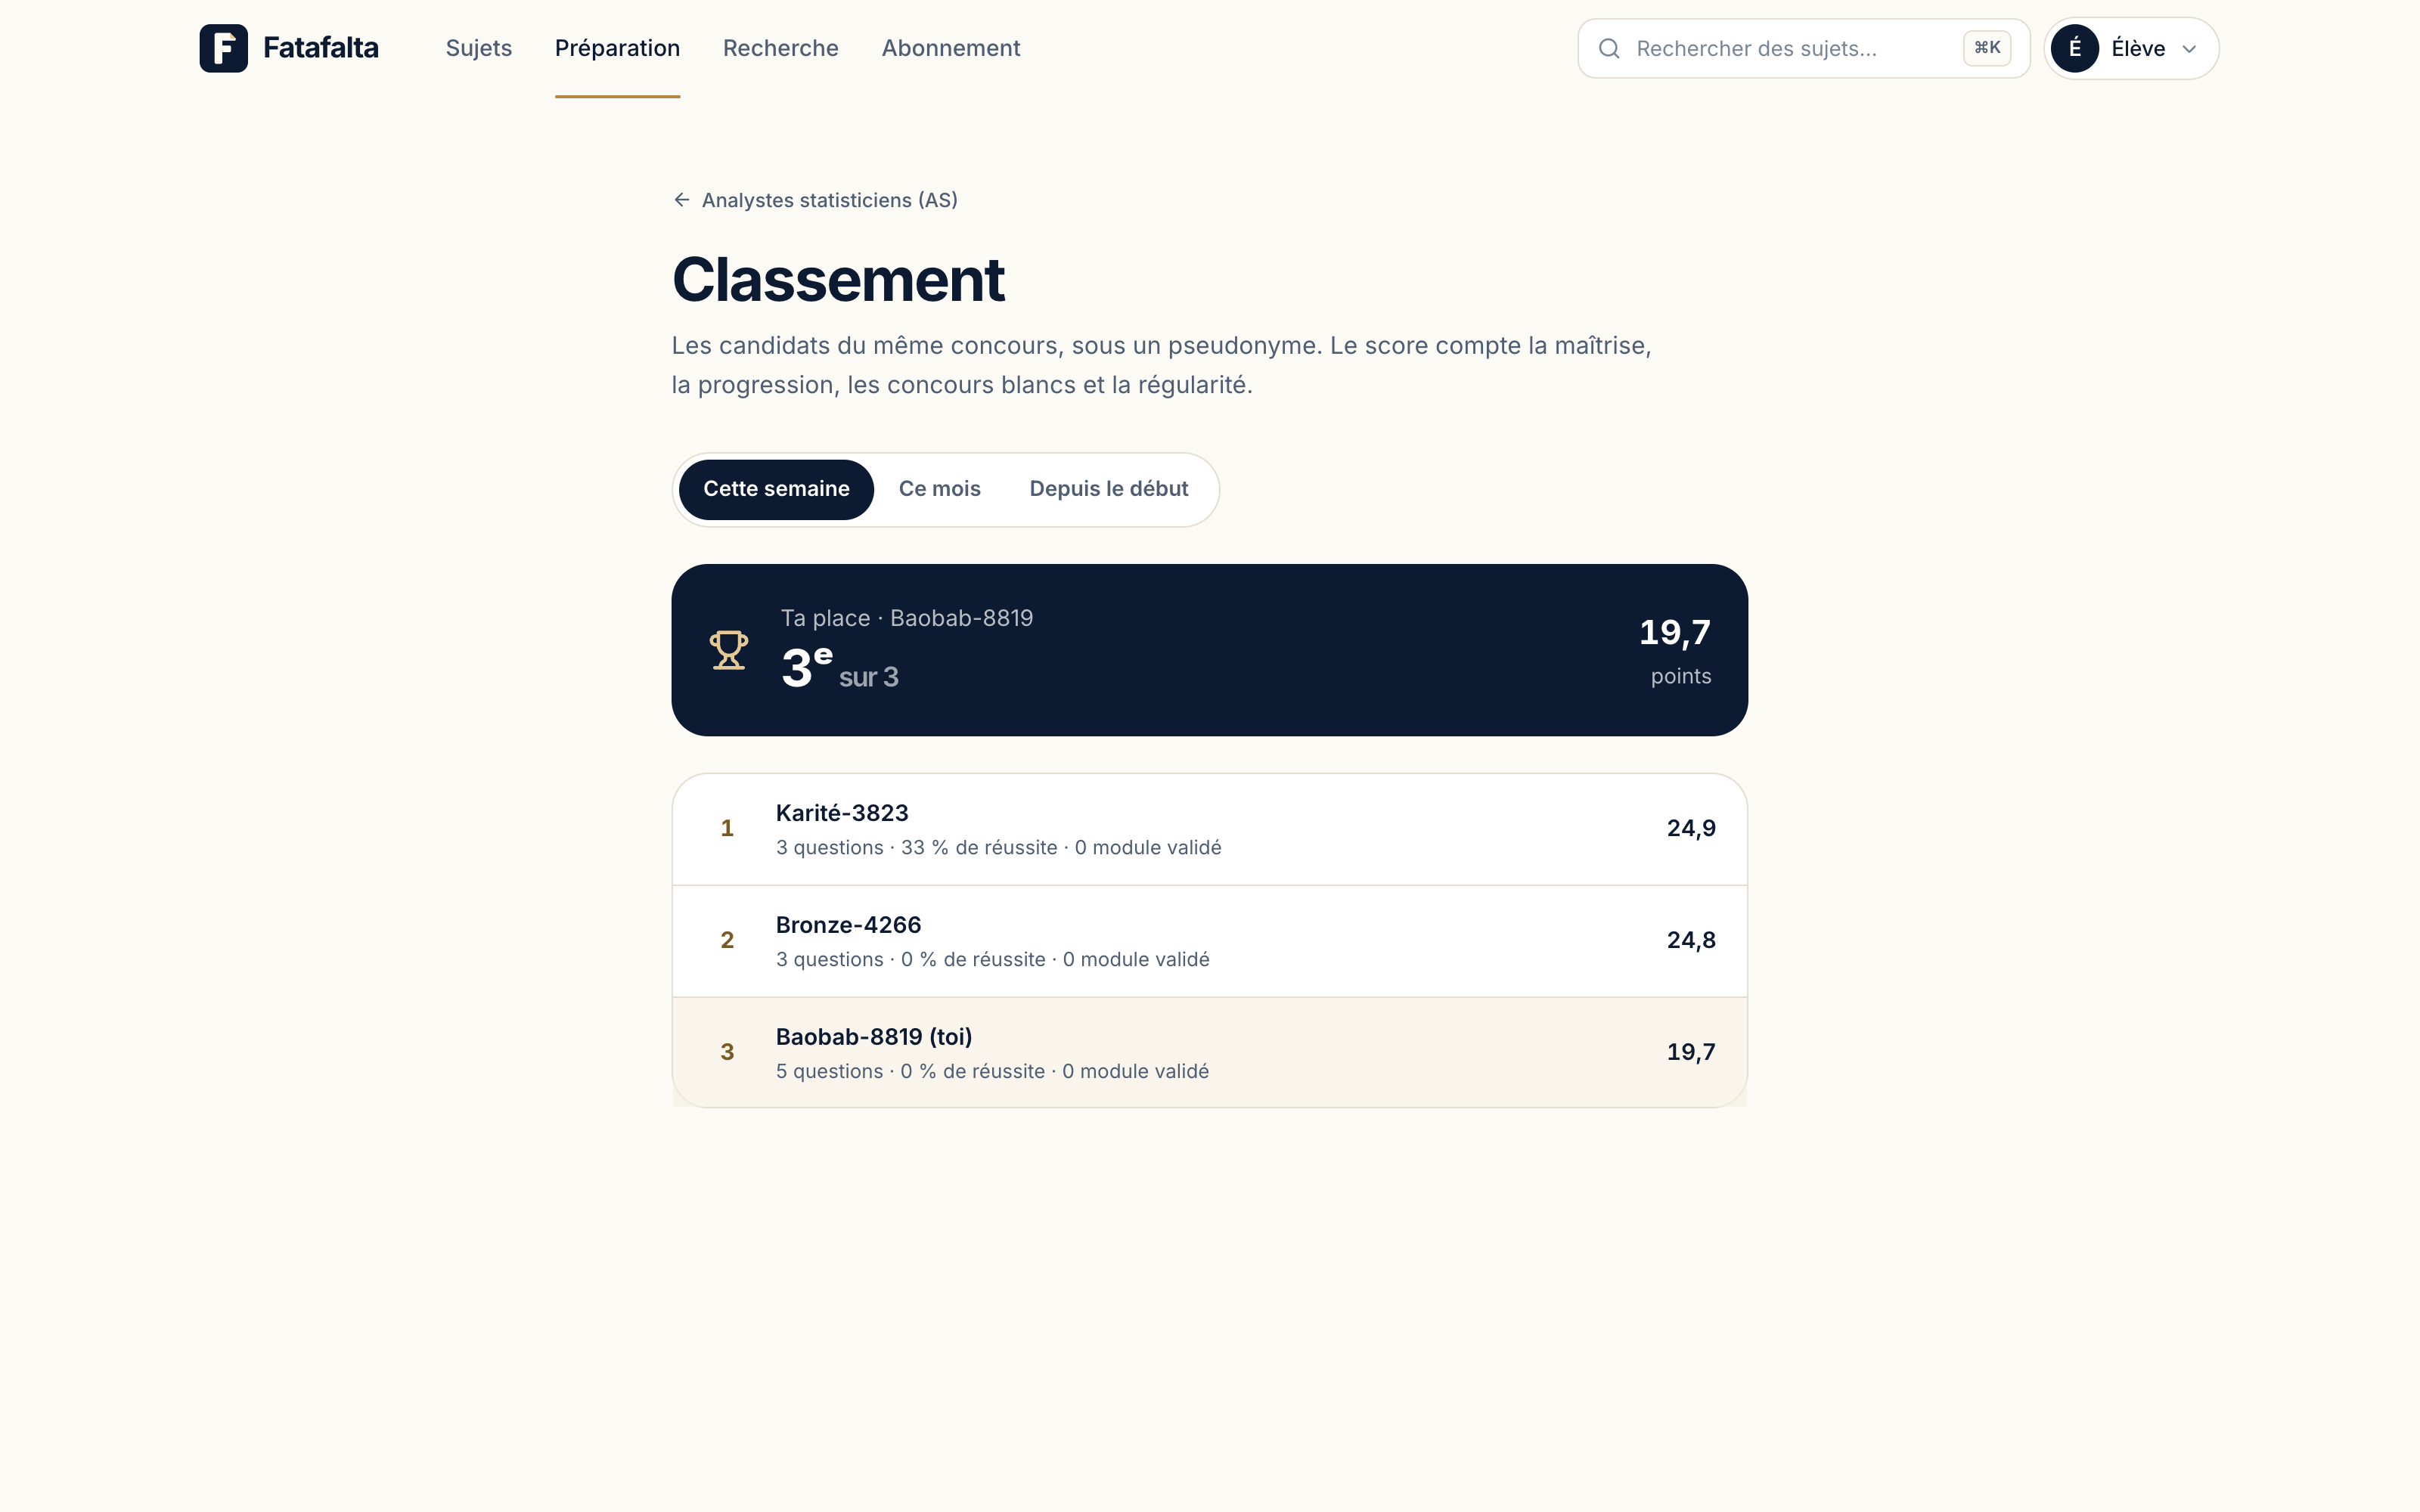 Fatafalta
Sujets
Préparation
Recherche
Abonnement
Rechercher des sujets...
⌘K
É
Élève
← Analystes statisticiens (AS)
Classement
Les candidats du même concours, sous un pseudonyme. Le score compte la maîtrise,
la progression, les concours blancs et la régularité.
Cette semaine
Ce mois
Depuis le début
Ta place · Baobab-8819
3e sur 3
19,7
points
1
Karité-3823
3 questions · 33 % de réussite · 0 module validé
24,9
2
Bronze-4266
3 questions · 0 % de réussite · 0 module validé
24,8
3
Baobab-8819 (toi)
5 questions · 0 % de réussite · 0 module validé
19,7